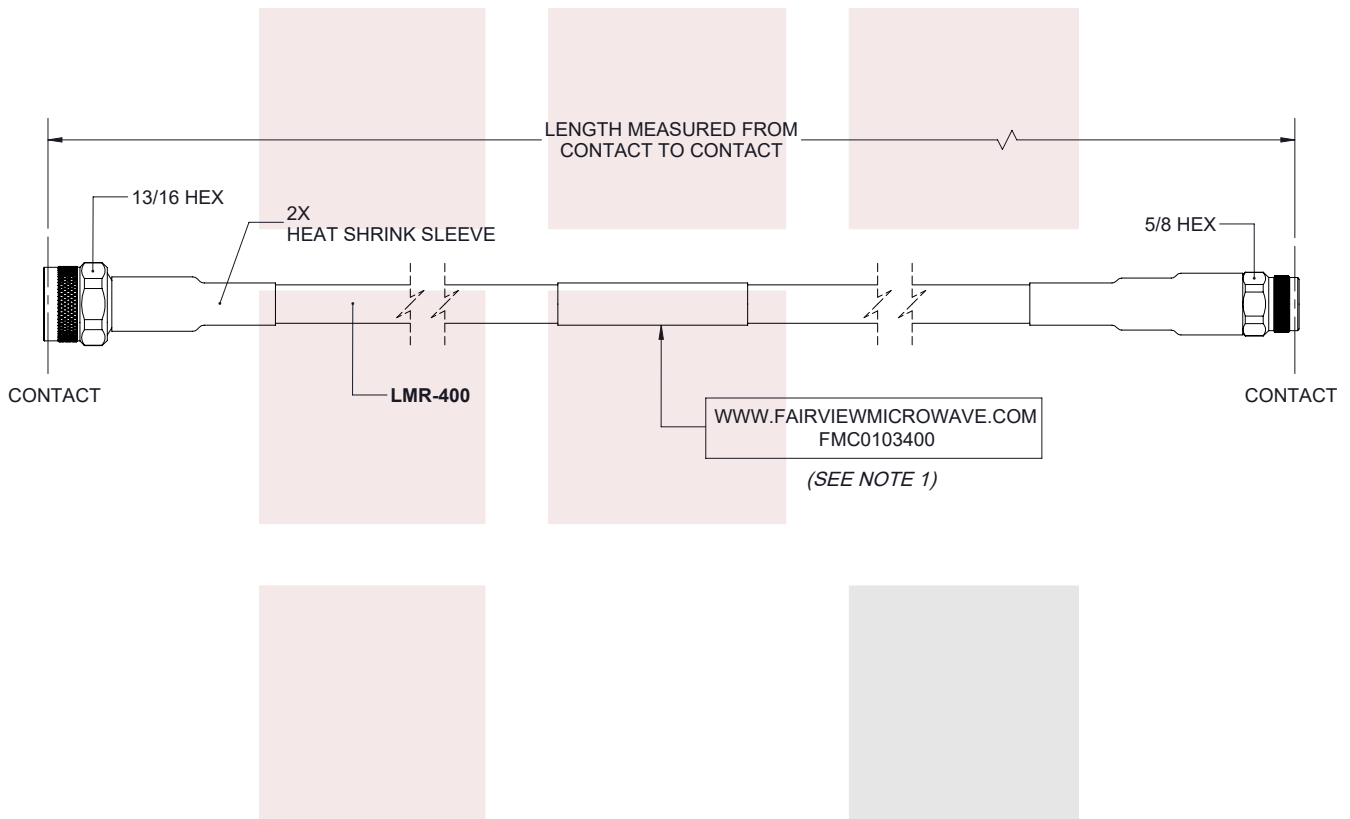 LENGTH MEASURED FROM
CONTACT TO CONTACT
13/16 HEX
2X
HEAT SHRINK SLEEVE
5/8 HEX
CONTACT
LMR-400
CONTACT
WWW.FAIRVIEWMICROWAVE.COM
FMC0103400
(SEE NOTE 1)